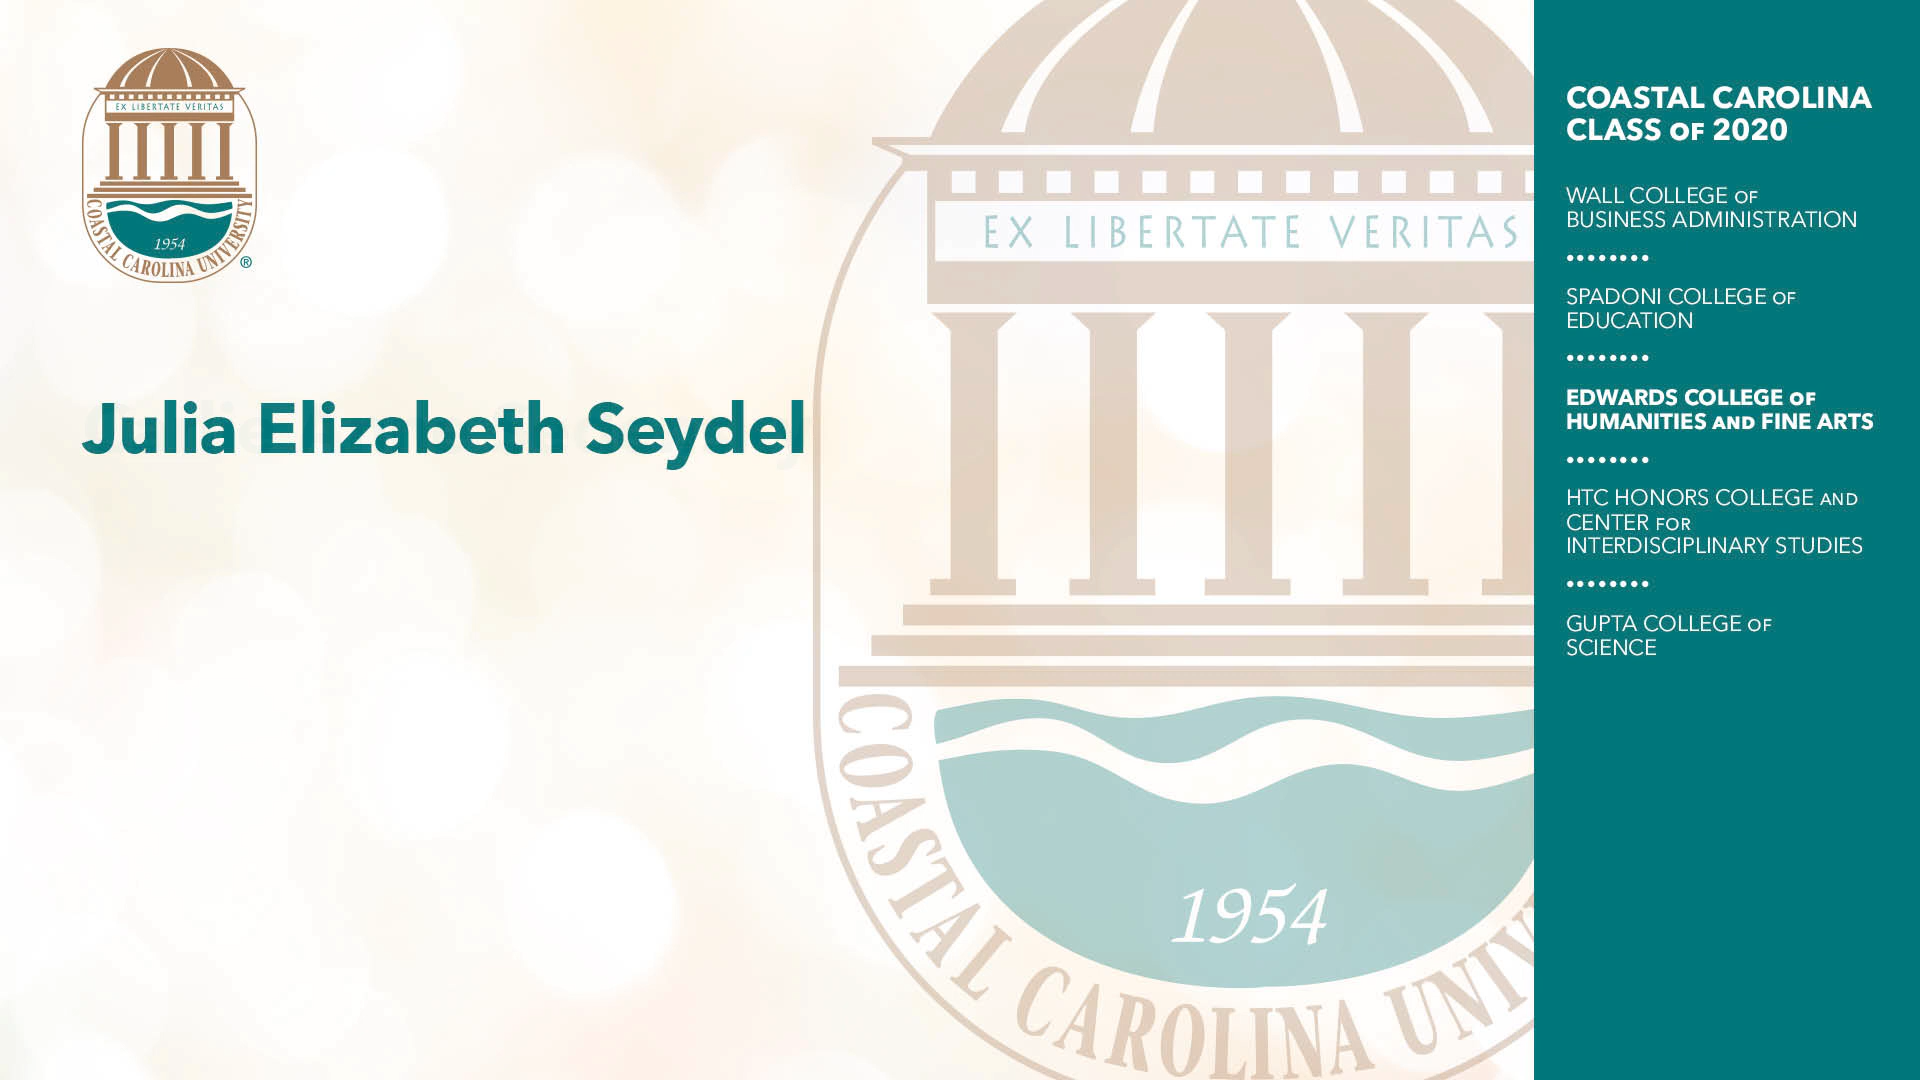 EX LIBERTATE VERITAS
1954
COASTAL CAROLINA UNIVERSITY®
Julia Elizabeth Seydel
EX LIBERTATE VERITAS
1954
COASTAL CAROLINA UNIV
COASTAL CAROLINA
CLASS OF 2020
WALL COLLEGE OF
BUSINESS ADMINISTRATION
SPADONI COLLEGE OF
EDUCATION
EDWARDS COLLEGE OF
HUMANITIES AND FINE ARTS
HTC HONORS COLLEGE AND
CENTER FOR
INTERDISCIPLINARY STUDIES
GUPTA COLLEGE OF
SCIENCE